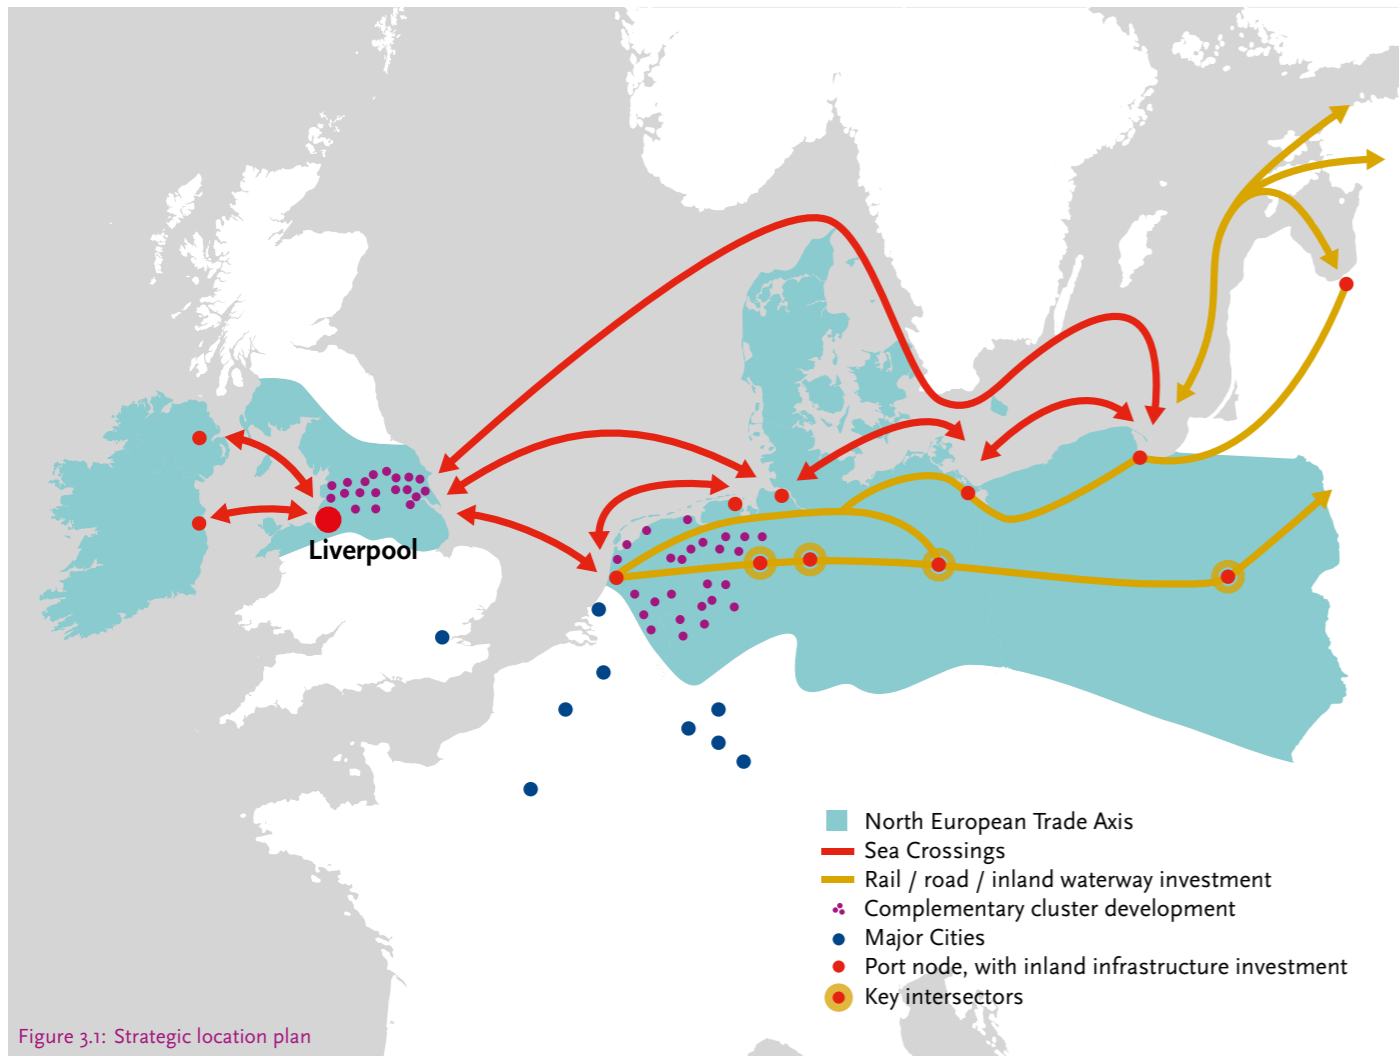 Liverpool
North European Trade Axis
Sea Crossings
Rail / road / inland waterway investment
Complementary cluster development
Major Cities
Port node, with inland infrastructure investment
Key intersectors
Figure 3.1: Strategic location plan